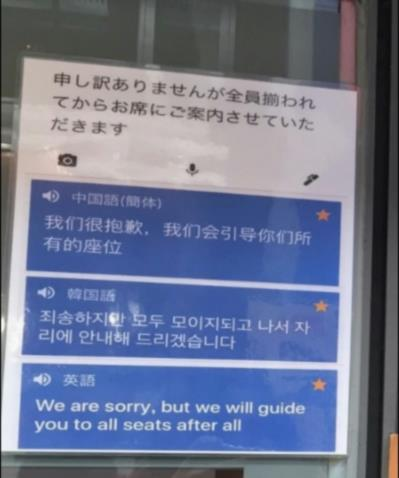 申し訳ありませんが全員揃われ
てからお席にご案内させていた
だきます
中国語(簡体)
我们很抱歉，我们会引导你们所
有的座位
韓国語
죄송하지만 모두 모이지되고 나서 자
리에 안내해 드리겠습니다
英語
We are sorry, but we will guide
you to all seats after all